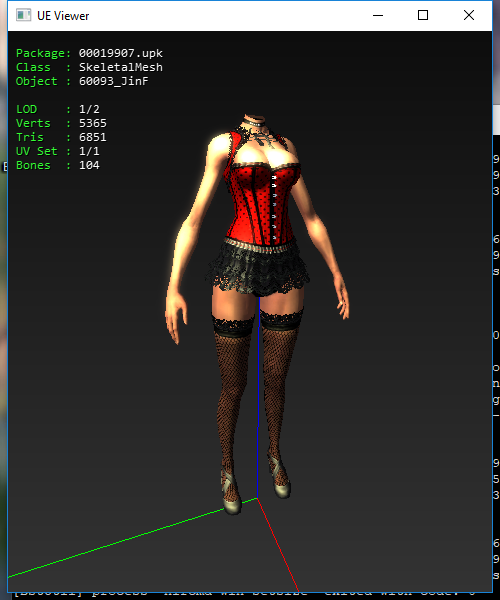 UE Viewer
Package: 00019907.upk
Class  : SkeletalMesh
Object : 60093_JinF
LOD    : 1/2
Verts  : 5365
Tris   : 6851
UV Set : 1/1
Bones  : 104